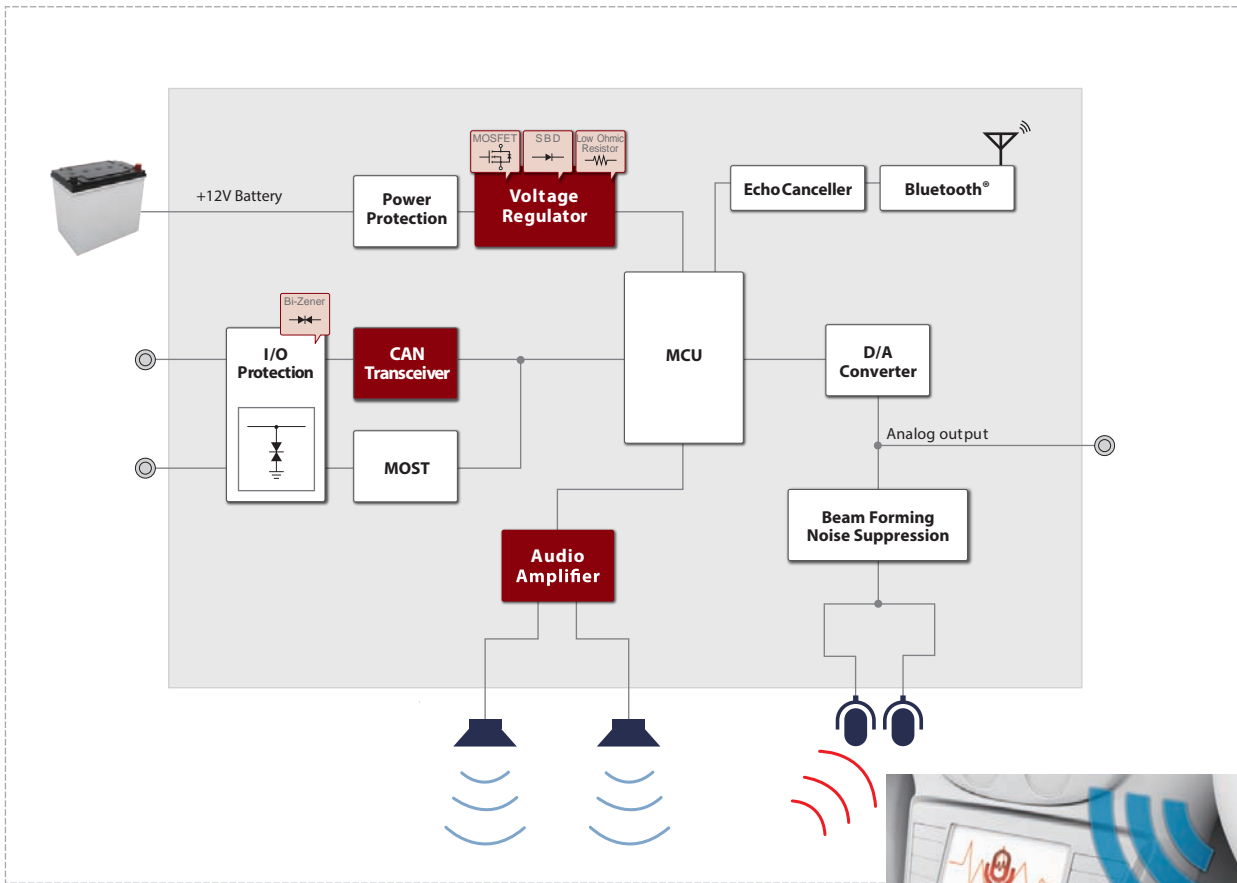 MOSFET
SBD
Low Ohmic
Resistor
+12V Battery
Power
Protection
Voltage
Regulator
Echo Canceller
Bluetooth®
Bi-Zener
I/O
Protection
CAN
Transceiver
MCU
D/A
Converter
Analog output
MOST
Beam Forming
Noise Suppression
Audio
Amplifier